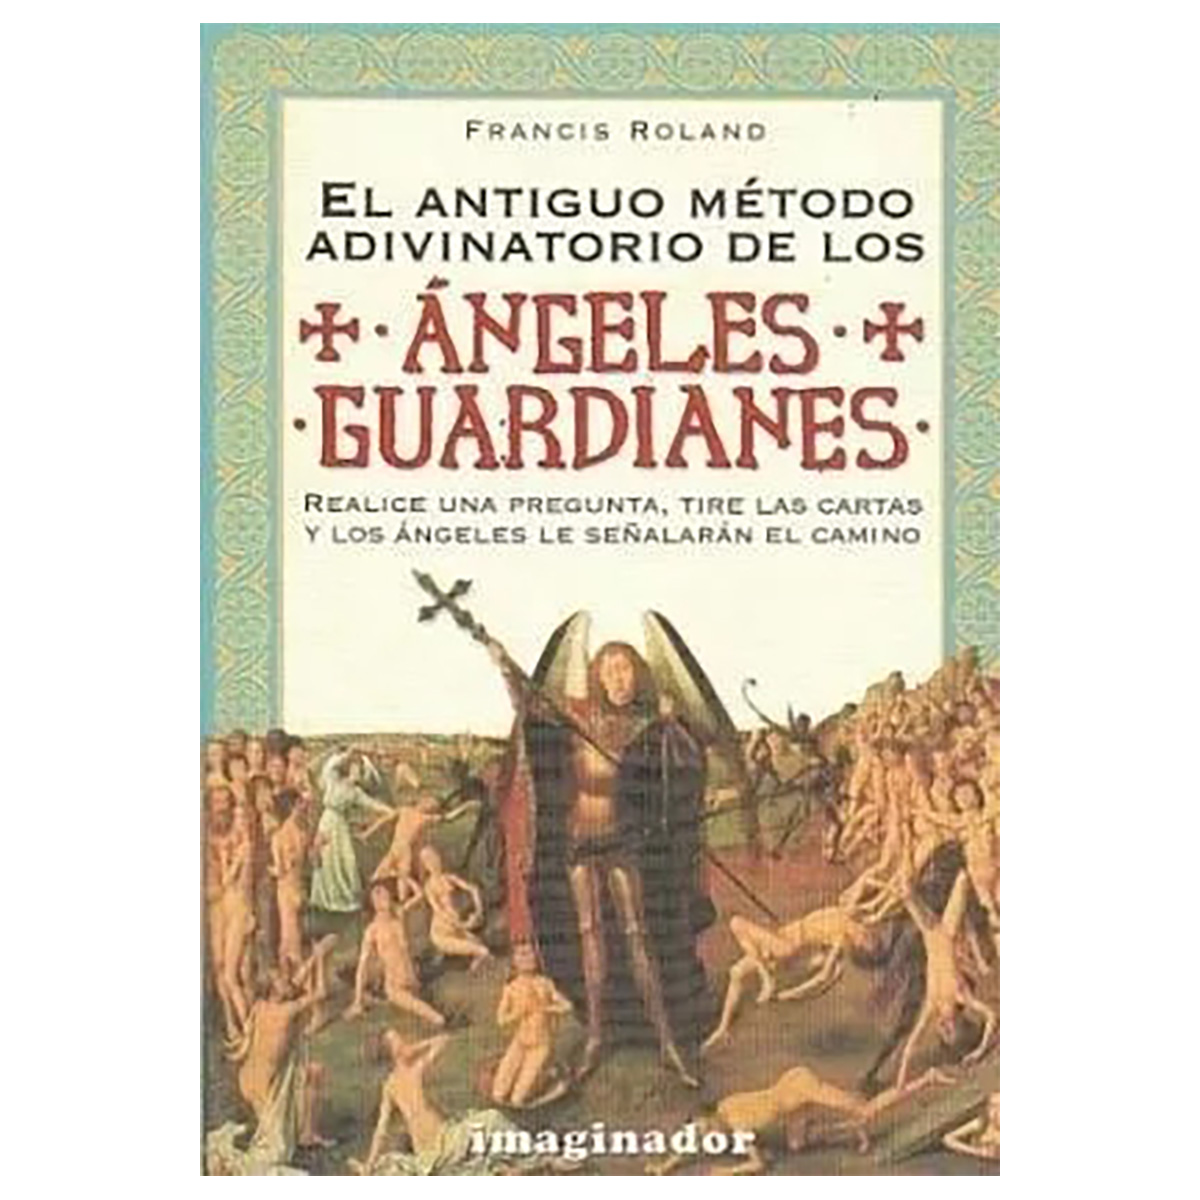 FRANCIS ROLAND
EL ANTIGUO MÉTODO
ADIVINATORIO DE LOS
ÁNGELES
GUARDIANES
REALICE UNA PREGUNTA, TIRE LAS CARTAS
Y LOS ÁNGELES LE SEÑALARÁN EL CAMINO
imaginador